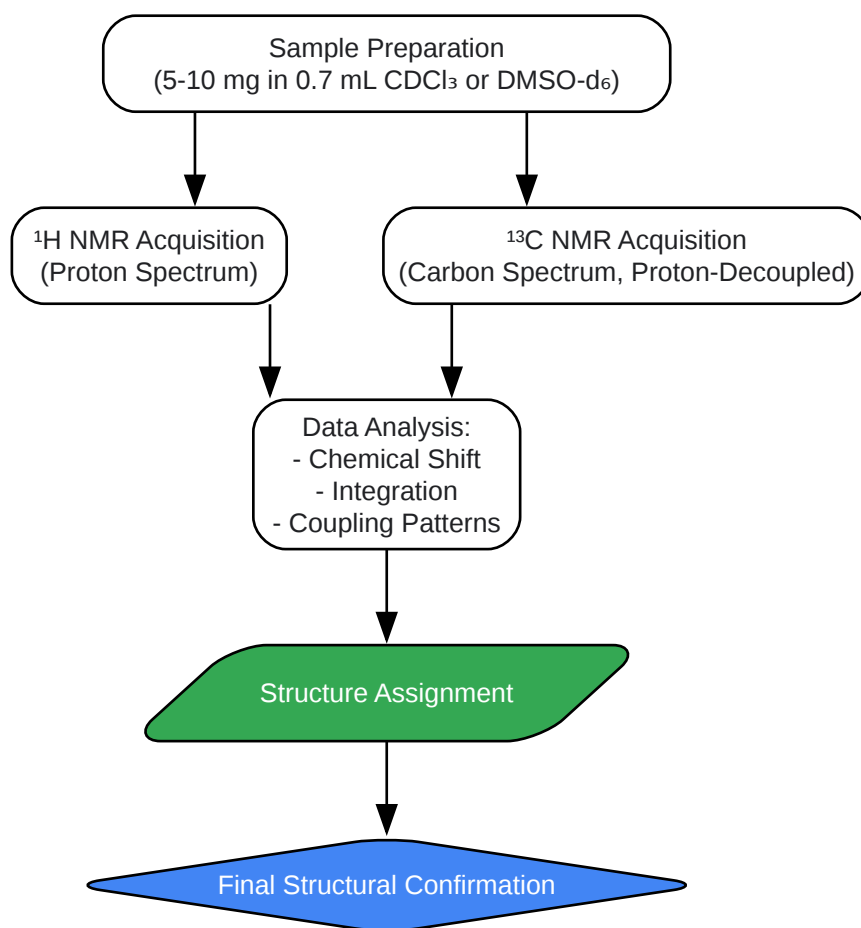 Sample Preparation
(5-10 mg in 0.7 mL CDCl₃ or DMSO-d₆)
¹H NMR Acquisition
(Proton Spectrum)
¹³C NMR Acquisition
(Carbon Spectrum, Proton-Decoupled)
Data Analysis:
- Chemical Shift
- Integration
- Coupling Patterns
Structure Assignment
Final Structural Confirmation